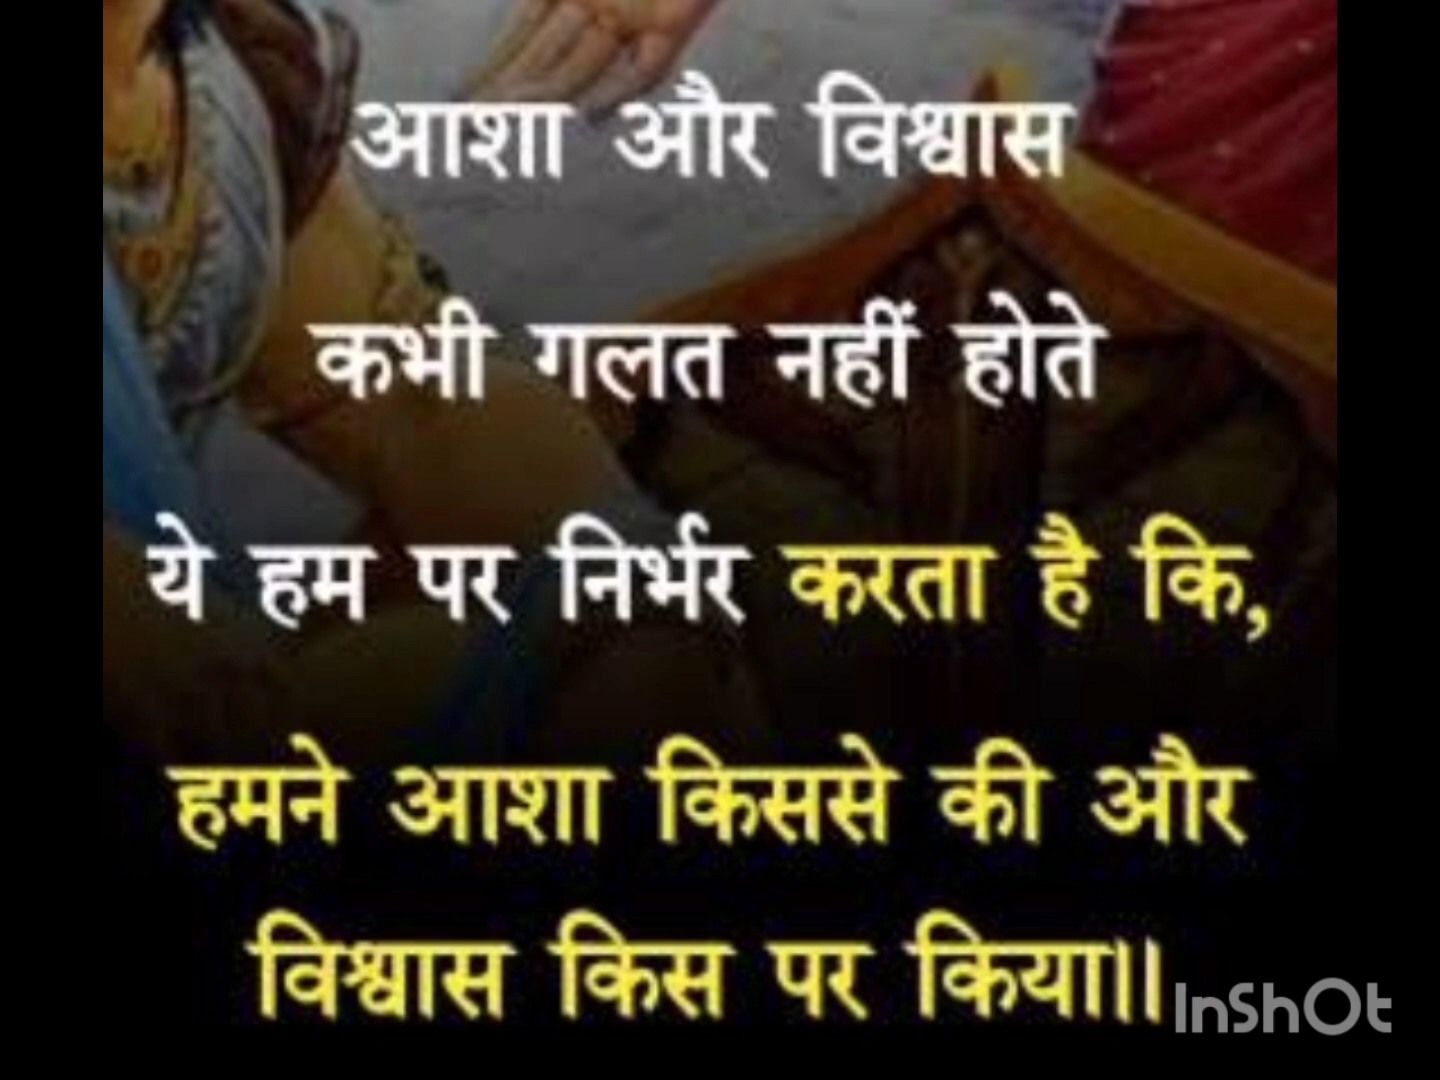 आशा और विश्वास
कभी गलत नहीं होते
ये हम पर निर्भर करता है कि,
हमने आशा किससे की और
विश्वास किस पर किया।।
InShOt